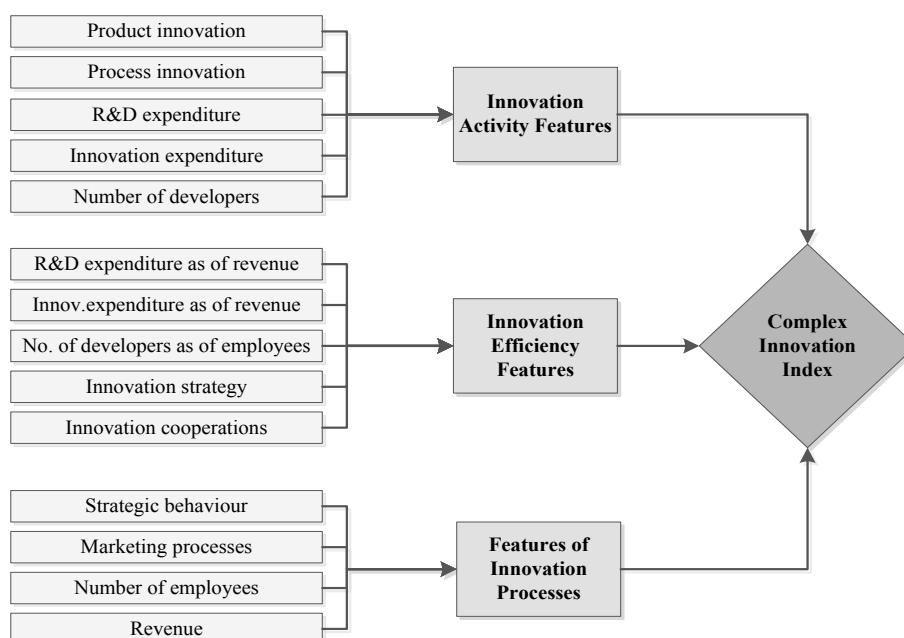 Product innovation
Process innovation
R&D expenditure
Innovation expenditure
Number of developers
Innovation
Activity Features
R&D expenditure as of revenue
Innov.expenditure as of revenue
No. of developers as of employees
Innovation strategy
Innovation cooperations
Innovation
Efficiency
Features
Complex
Innovation
Index
Strategic behaviour
Marketing processes
Number of employees
Revenue
Features of
Innovation
Processes